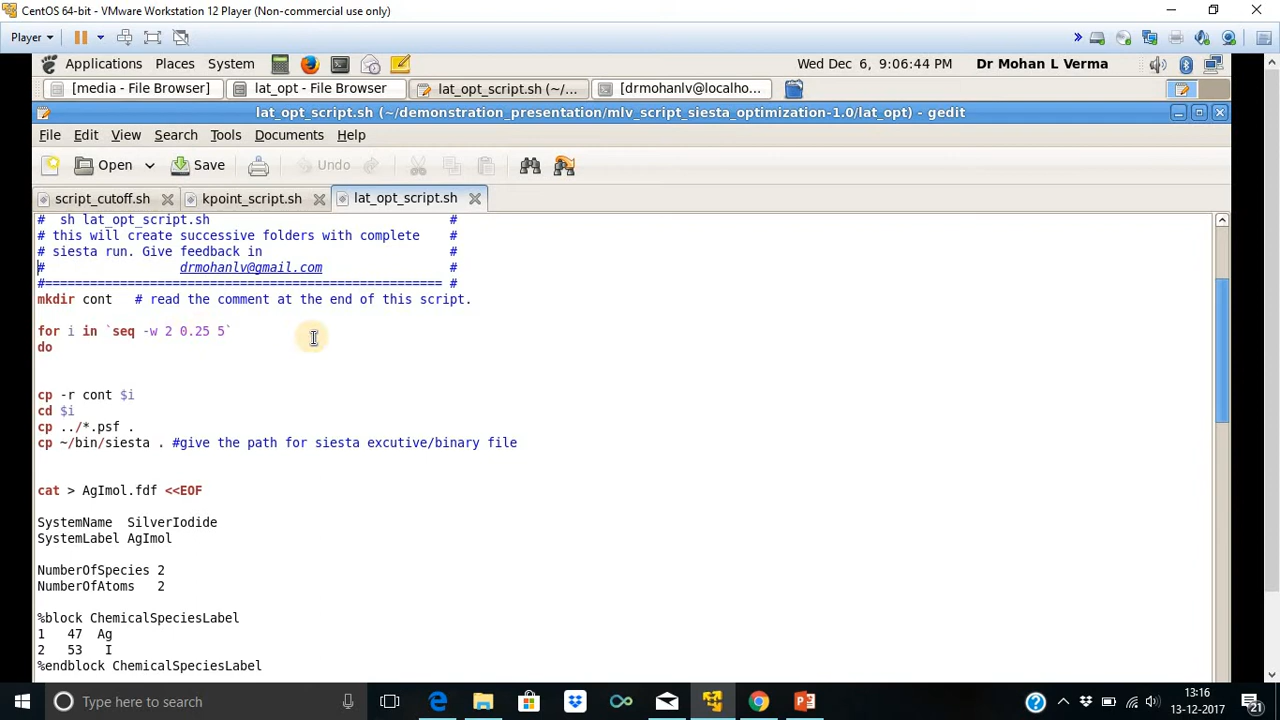 CentOS 64-bit - VMware Workstation 12 Player (Non-commercial use only)
Player
Applications Places System Wed Dec 6, 9:06:44 PM Dr Mohan L Verma
[media - File Browser] lat_opt - File Browser lat_opt_script.sh (~/... [drmohanlv@localho...
lat_opt_script.sh (~/demonstration_presentation/mlv_script_siesta_optimization-1.0/lat_opt) - gedit
File Edit View Search Tools Documents Help
Open Save Undo
script_cutoff.sh kpoint_script.sh lat_opt_script.sh
# sh lat_opt_script.sh #
# this will create successive folders with complete #
# siesta run. Give feedback in #
# drmohanlv@gmail.com #
#===================================================== #
mkdir cont # read the comment at the end of this script.
for i in `seq -w 2 0.25 5`
do
cp -r cont $i
cd $i
cp ../*.psf .
cp ~/bin/siesta . #give the path for siesta excutive/binary file
cat > AgImol.fdf <<EOF
SystemName SilverIodide
SystemLabel AgImol
NumberOfSpecies 2
NumberOfAtoms 2
%block ChemicalSpeciesLabel
1 47 Ag
2 53 I
%endblock ChemicalSpeciesLabel
Type here to search
13:16
13-12-2017
21